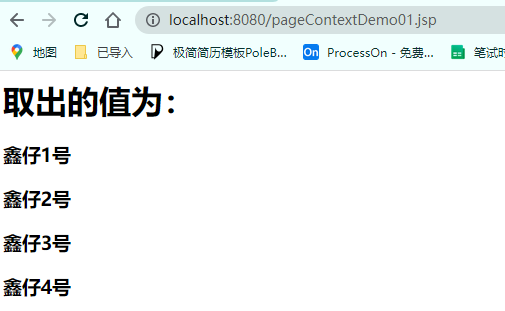 localhost:8080/pageContextDemo01.jsp
地图 已导入 极简简历模板PoleB... On ProcessOn - 免费... 笔试时
取出的值为：
鑫仔1号
鑫仔2号
鑫仔3号
鑫仔4号